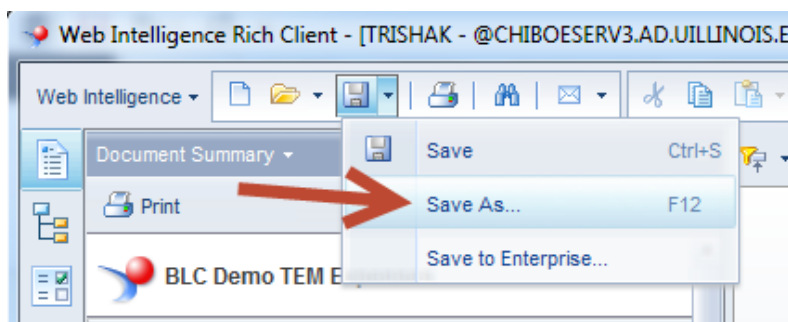 Web Intelligence Rich Client - [TRISHAK - @CHIBOESERV3.AD.UILLINOIS.E
Web Intelligence
Document Summary
Save Ctrl+S
Print
Save As... F12
Save to Enterprise...
BLC Demo TEM